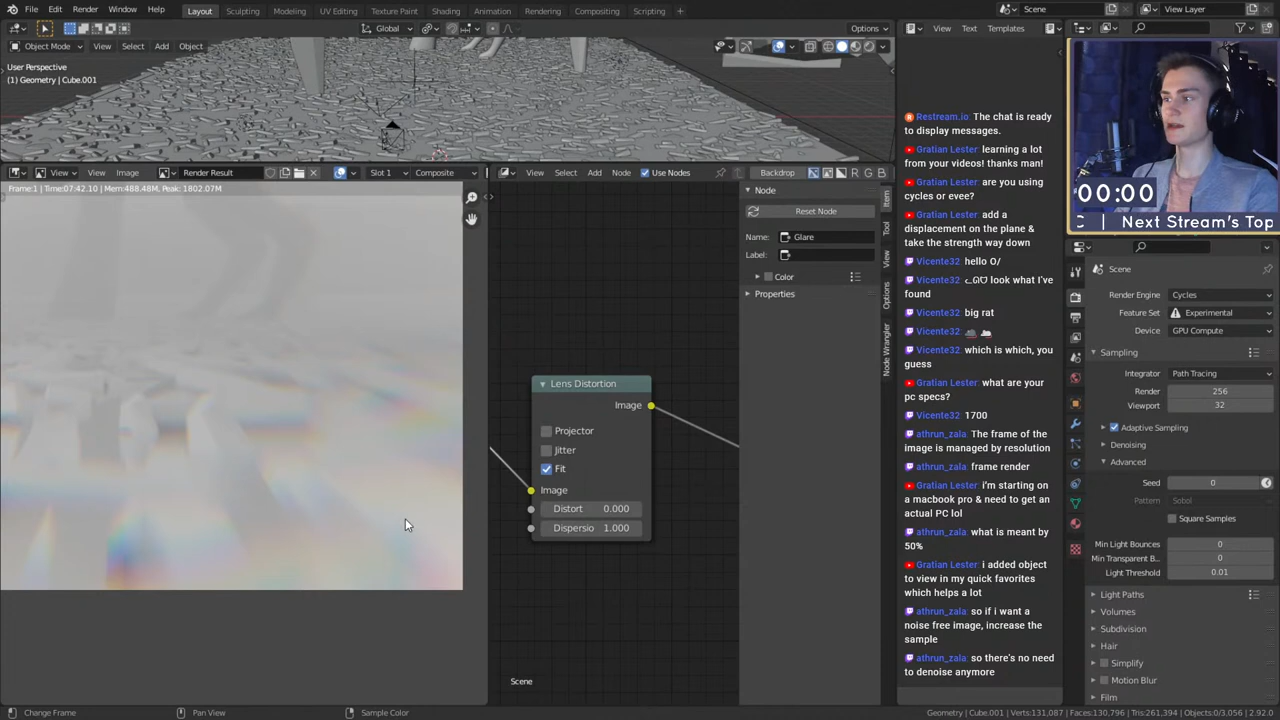 File Edit Render Window Help Layout Sculpting Modeling UV Editing Texture Paint Shading Animation Rendering Compositing Scripting + Scene View Layer
Global Options
Object Mode View Select Add Object
View Text Templates
User Perspective
(1) Geometry | Cube.001
View View Image Render Result Slot 1 Composite View Select Add Node Use Nodes Backdrop R G B
Frame:1 | Time:07:42.10 | Mem:488.48M, Peak: 1802.07M
Node
Reset Node
Name: Glare
Label:
Color
Properties
Item
Tool
View
Options
Node Wrangler
Lens Distortion
Image
Projector
Jitter
Fit
Image
Distort 0.000
Dispersio 1.000
Scene
Restream.io: The chat is ready
to display messages.
Gratian Lester: learning a lot
from your videos! thanks man!
Gratian Lester: are you using
cycles or evee?
Gratian Lester: add a
displacement on the plane &
take the strength way down
Vicente32: hello O/
Vicente32: look what I've
found
Vicente32: big rat
Vicente32:
Vicente32: which is which, you
guess
Gratian Lester: what are your
pc specs?
Vicente32: 1700
athrun_zala: The frame of the
image is managed by resolution
athrun_zala: frame render
Gratian Lester: i'm starting on
a macbook pro & need to get an
actual PC lol
athrun_zala: what is meant by
50%
Gratian Lester: i added object
to view in my quick favorites
which helps a lot
athrun_zala: so if i want a
noise free image, increase the
sample
athrun_zala: so there's no need
to denoise anymore
00:00
C | Next Stream's Top
Scene
Render Engine Cycles
Feature Set Experimental
Device GPU Compute
Sampling
Integrator Path Tracing
Render 256
Viewport 32
Adaptive Sampling
Denoising
Advanced
Seed 0
Pattern Sobol
Square Samples
Min Light Bounces 0
Min Transparent B... 0
Light Threshold 0.01
Light Paths
Volumes
Subdivision
Hair
Simplify
Motion Blur
Film
Change Frame Pan View Sample Color Geometry | Cube.001 | Verts:131,087 | Faces:130,796 | Tris:261,394 | Objects:0/3,056 | 2.92.0